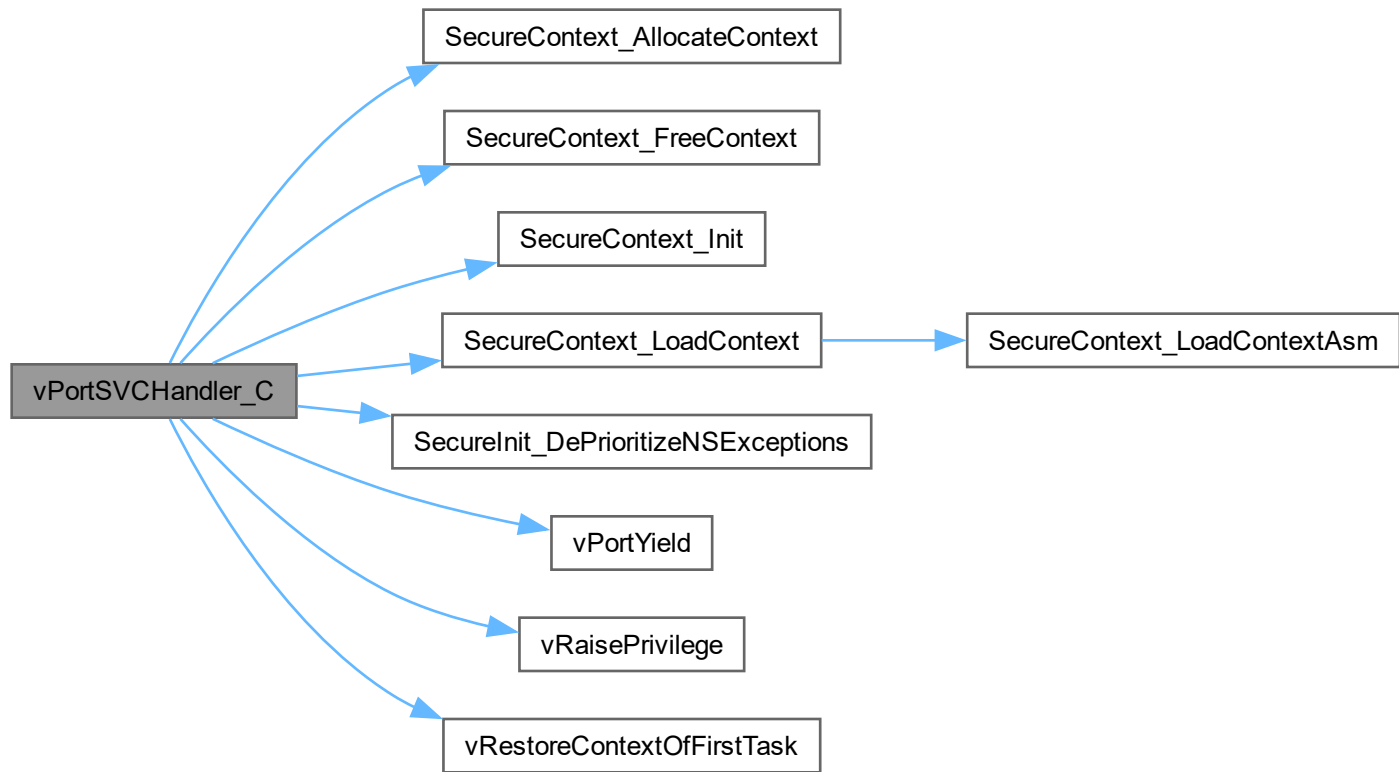 SecureContext_AllocateContext
SecureContext_FreeContext
SecureContext_Init
SecureContext_LoadContext
SecureContext_LoadContextAsm
vPortSVCHandler_C
SecureInit_DePrioritizeNSExceptions
vPortYield
vRaisePrivilege
vRestoreContextOfFirstTask